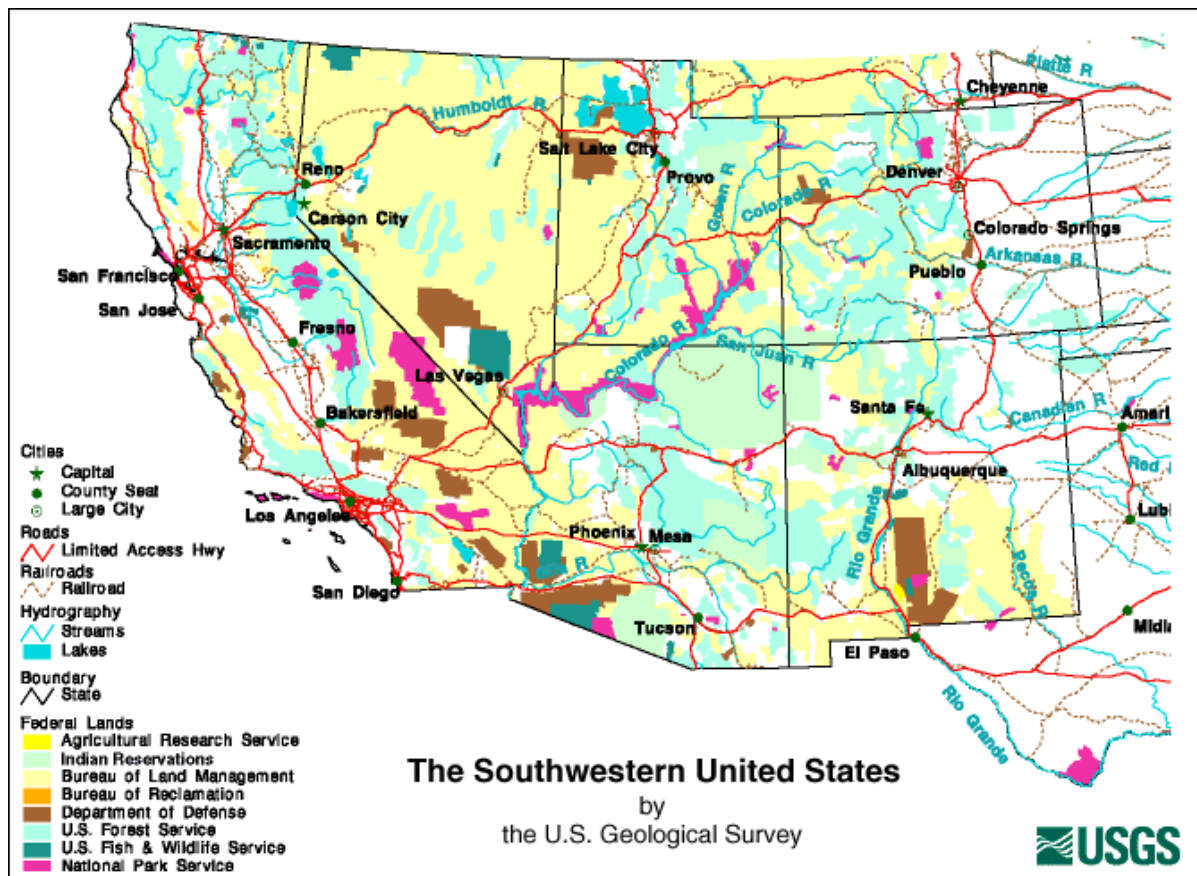 Platte R
Cheyenne
Humboldt R
Salt Lake City
Provo
Reno
Carson City
Green R
Colorado R
Denver
Sacramento
Colorado Springs
San Francisco
Pueblo
Arkansas R
San Jose
Fresno
Las Vegas
Colorado R
San Juan R
Bakersfield
Santa Fe
Canadian R
Amari
Albuquerque
Red
Los Angeles
Phoenix
Mesa
Rio Grande
Lub
Pecos R
R
San Diego
Tucson
El Paso
Midla
Rio Grande
Cities
Capital
County Seat
Large City
Roads
Limited Access Hwy
Railroads
Railroad
Hydrography
Streams
Lakes
Boundary
State
Federal Lands
Agricultural Research Service
Indian Reservations
Bureau of Land Management
Bureau of Reclamation
Department of Defense
U.S. Forest Service
U.S. Fish & Wildlife Service
National Park Service
The Southwestern United States
by
the U.S. Geological Survey
USGS